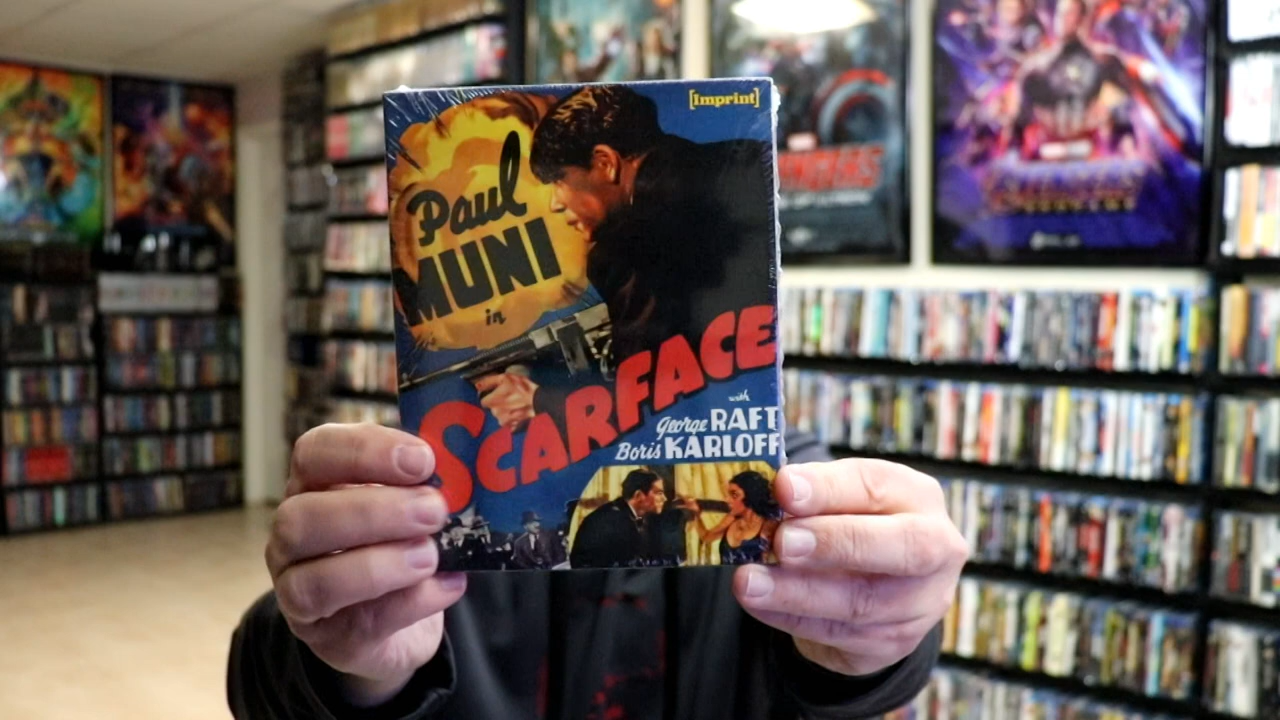 [Imprint]
Paul
MUNI
in
SCARFACE
with
George RAFT
Boris KARLOFF